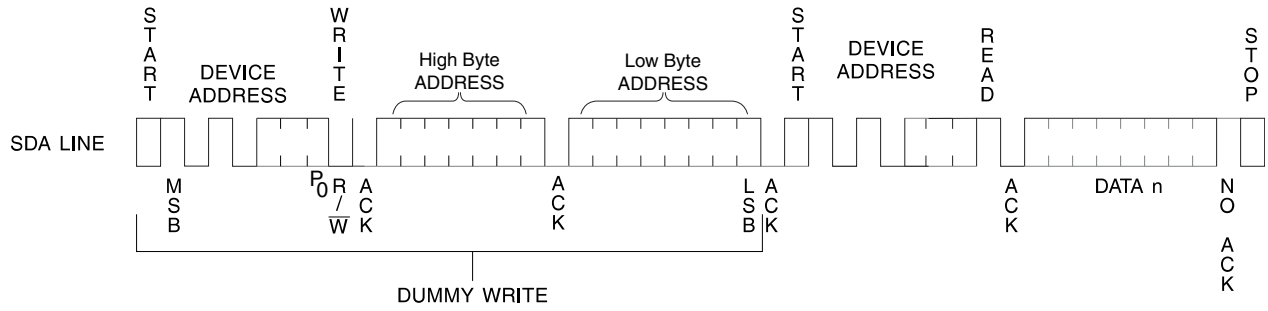 START
WRITE
START
READ
STOP
DEVICE
ADDRESS
High Byte
ADDRESS
Low Byte
ADDRESS
DEVICE
ADDRESS
SDA LINE
MSB
P0
R/W
ACK
ACK
LSB
ACK
ACK
DATA n
NO ACK
DUMMY WRITE